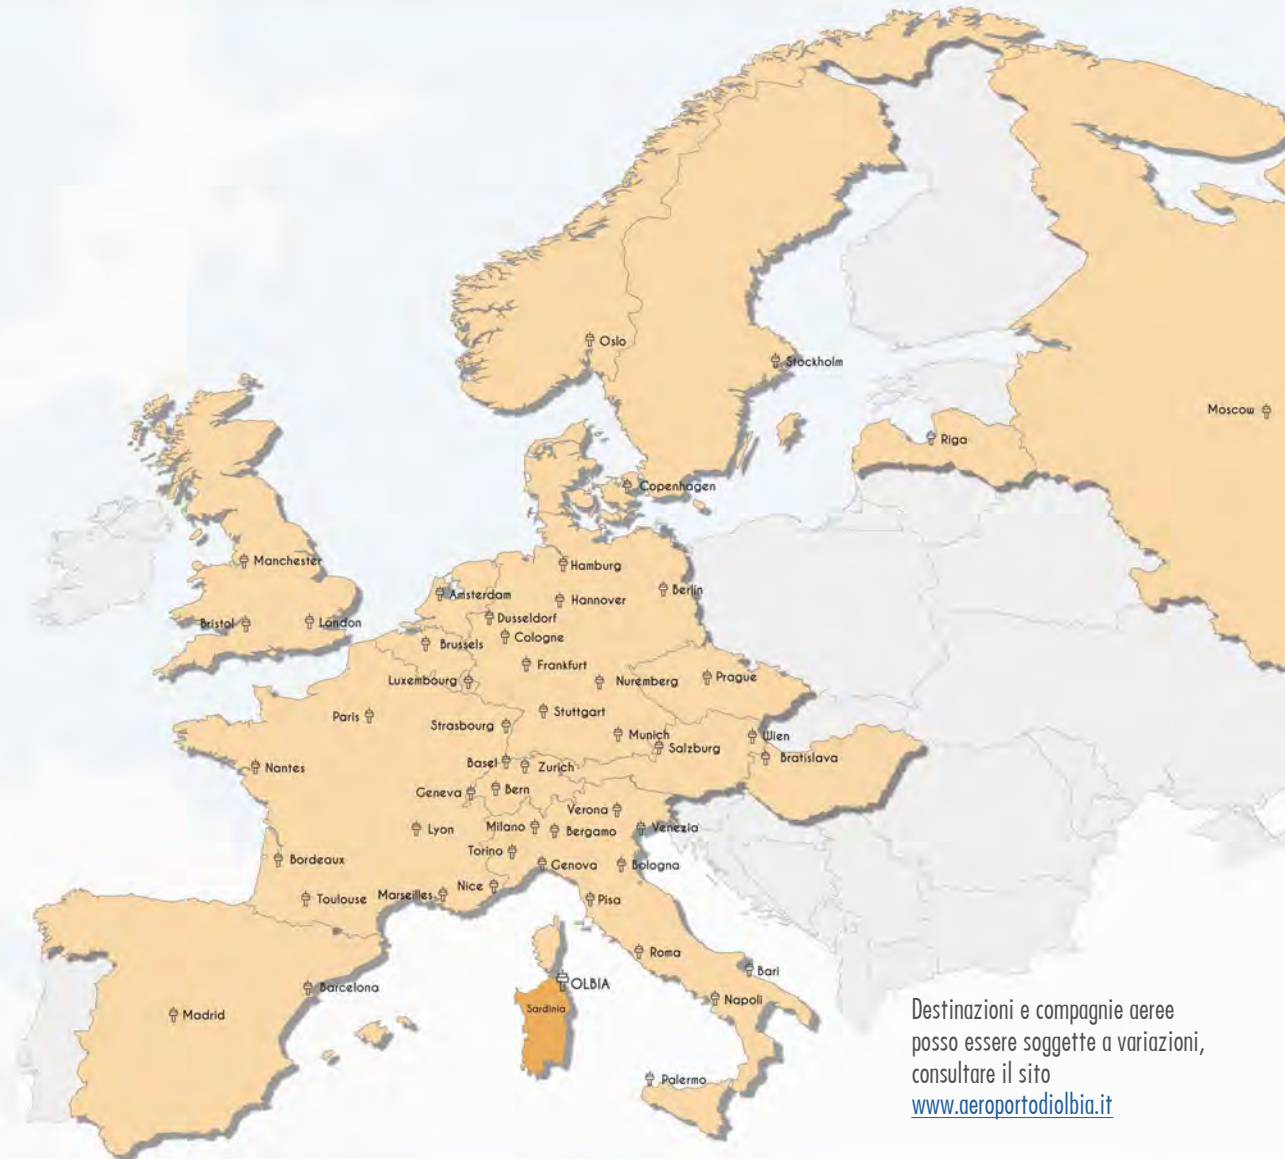 Oslo
Stockholm
Moscow
Riga
Copenhagen
Manchester
Hamburg
Berlin
Amsterdam
Hannover
Bristol
London
Dusseldorf
Cologne
Brussels
Frankfurt
Luxembourg
Nuremberg
Prague
Paris
Stuttgart
Strasbourg
Munich
Wien
Salzburg
Bratislava
Nantes
Basel
Zurich
Geneva
Bern
Verona
Lyon
Milano
Bergamo
Venezia
Torino
Bordeaux
Genova
Bologna
Toulouse
Marseilles
Nice
Pisa
Roma
Bari
OLBIA
Barcelona
Napoli
Sardinia
Madrid
Palermo
Destinazioni e compagnie aeree
posso essere soggette a variazioni,
consultare il sito
www.aeroportodiolbia.it